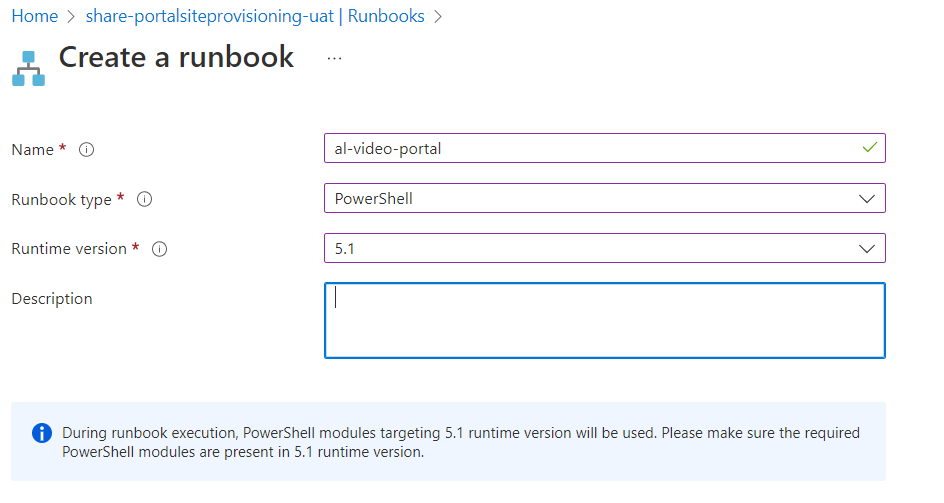 Home > share-portalsiteprovisioning-uat | Runbooks >
Create a runbook ...
Name * al-video-portal
Runbook type * PowerShell
Runtime version * 5.1
Description
During runbook execution, PowerShell modules targeting 5.1 runtime version will be used. Please make sure the required
PowerShell modules are present in 5.1 runtime version.